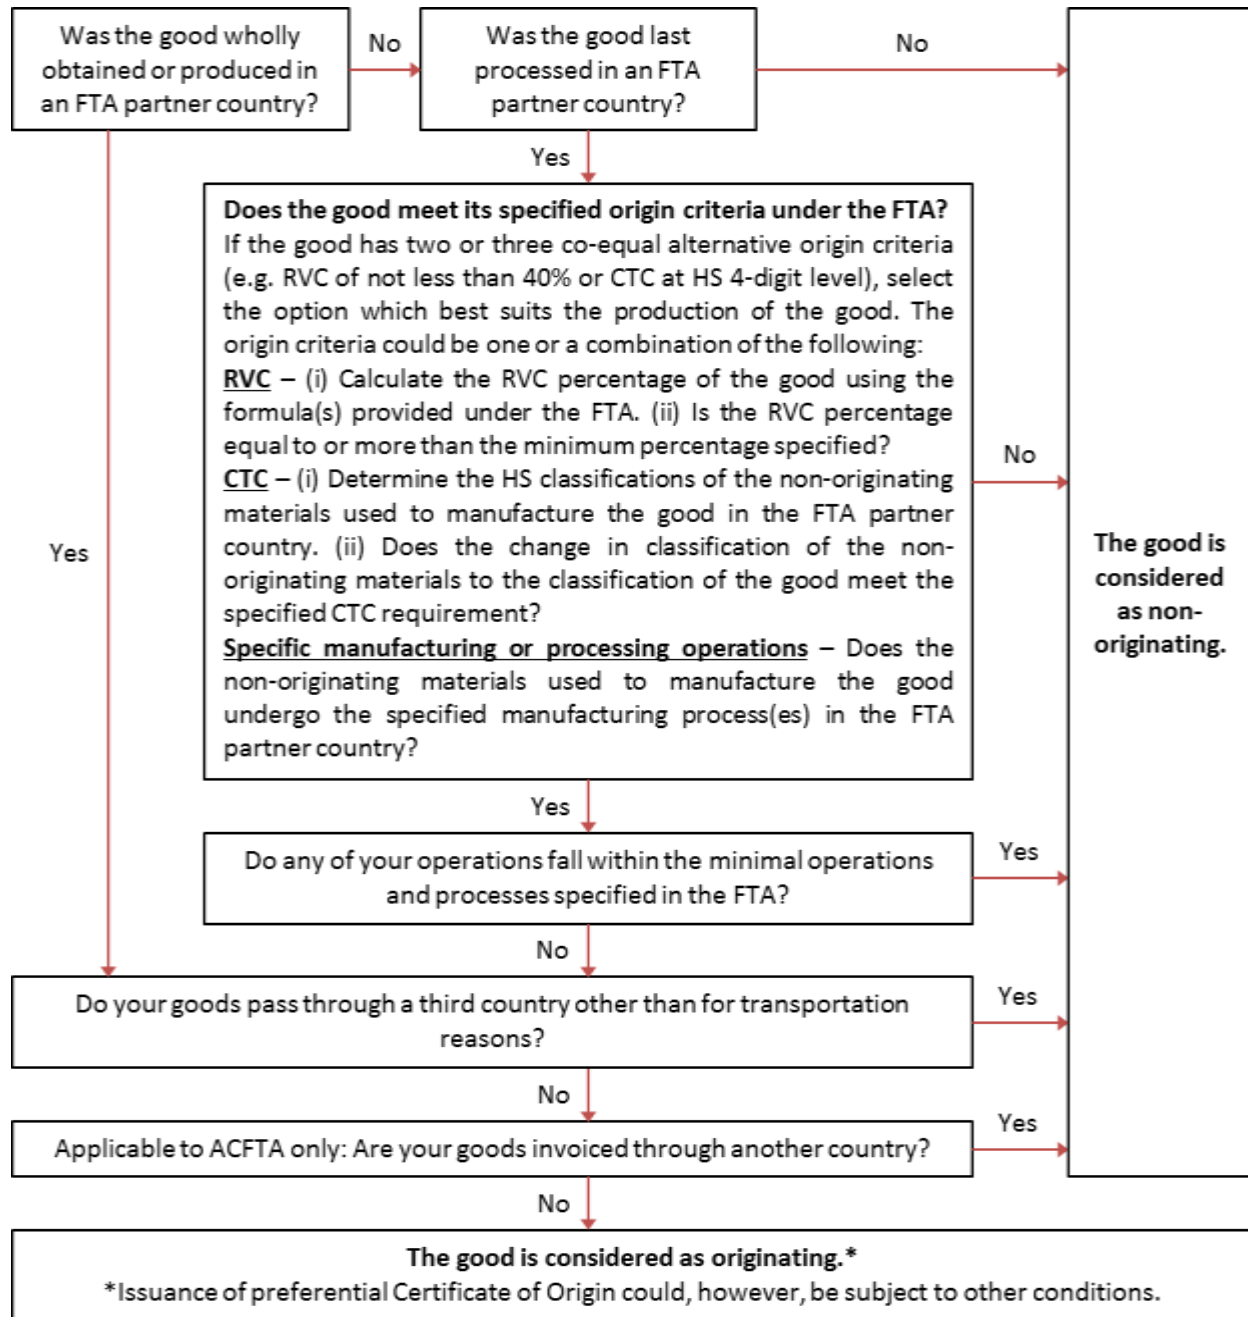 Was the good wholly
obtained or produced in
an FTA partner country?
No
Was the good last
processed in an FTA
partner country?
No
Yes
Does the good meet its specified origin criteria under the FTA?
If the good has two or three co-equal alternative origin criteria
(e.g. RVC of not less than 40% or CTC at HS 4-digit level), select
the option which best suits the production of the good. The
origin criteria could be one or a combination of the following:
RVC – (i) Calculate the RVC percentage of the good using the
formula(s) provided under the FTA. (ii) Is the RVC percentage
equal to or more than the minimum percentage specified?
CTC – (i) Determine the HS classifications of the non-originating
materials used to manufacture the good in the FTA partner
country. (ii) Does the change in classification of the non-
originating materials to the classification of the good meet the
specified CTC requirement?
Specific manufacturing or processing operations – Does the
non-originating materials used to manufacture the good
undergo the specified manufacturing process(es) in the FTA
partner country?
No
Yes
The good is
considered
as non-
originating.
Yes
Do any of your operations fall within the minimal operations
and processes specified in the FTA?
Yes
No
Do your goods pass through a third country other than for transportation
reasons?
Yes
No
Applicable to ACFTA only: Are your goods invoiced through another country?
Yes
No
The good is considered as originating.*
*Issuance of preferential Certificate of Origin could, however, be subject to other conditions.